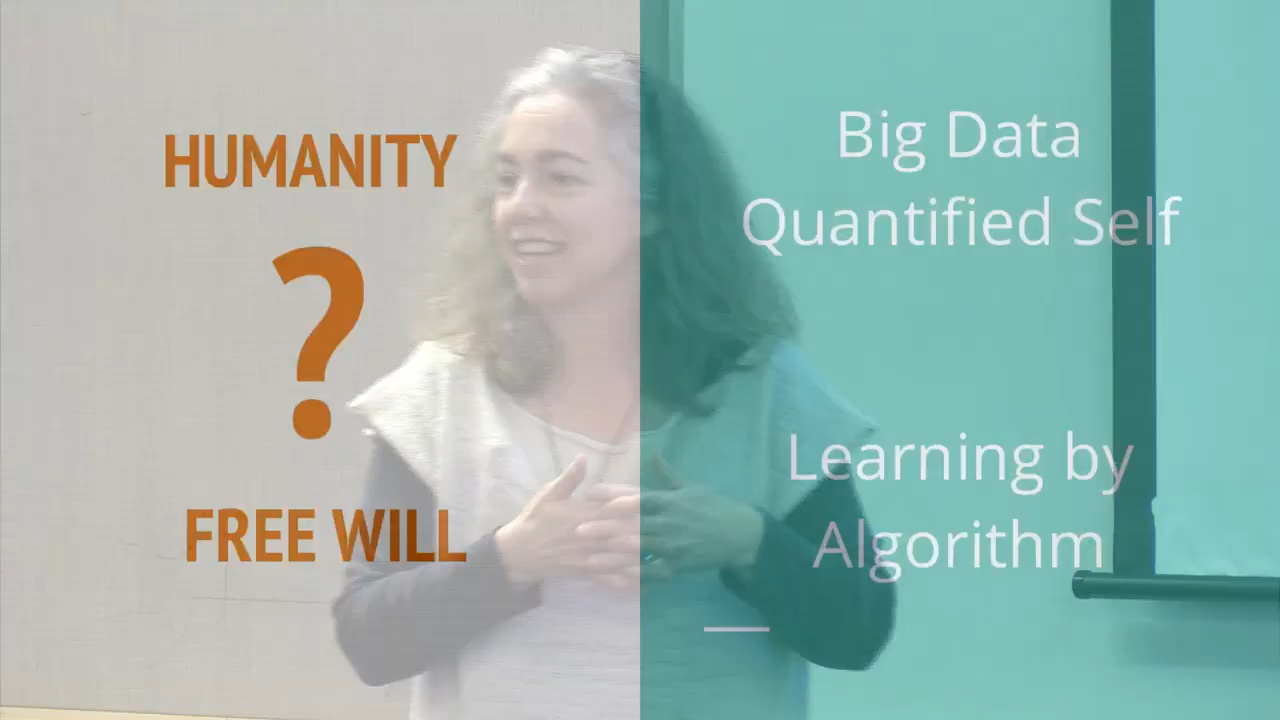 HUMANITY
?
FREE WILL
Big Data
Quantified Self
Learning by
Algorithm